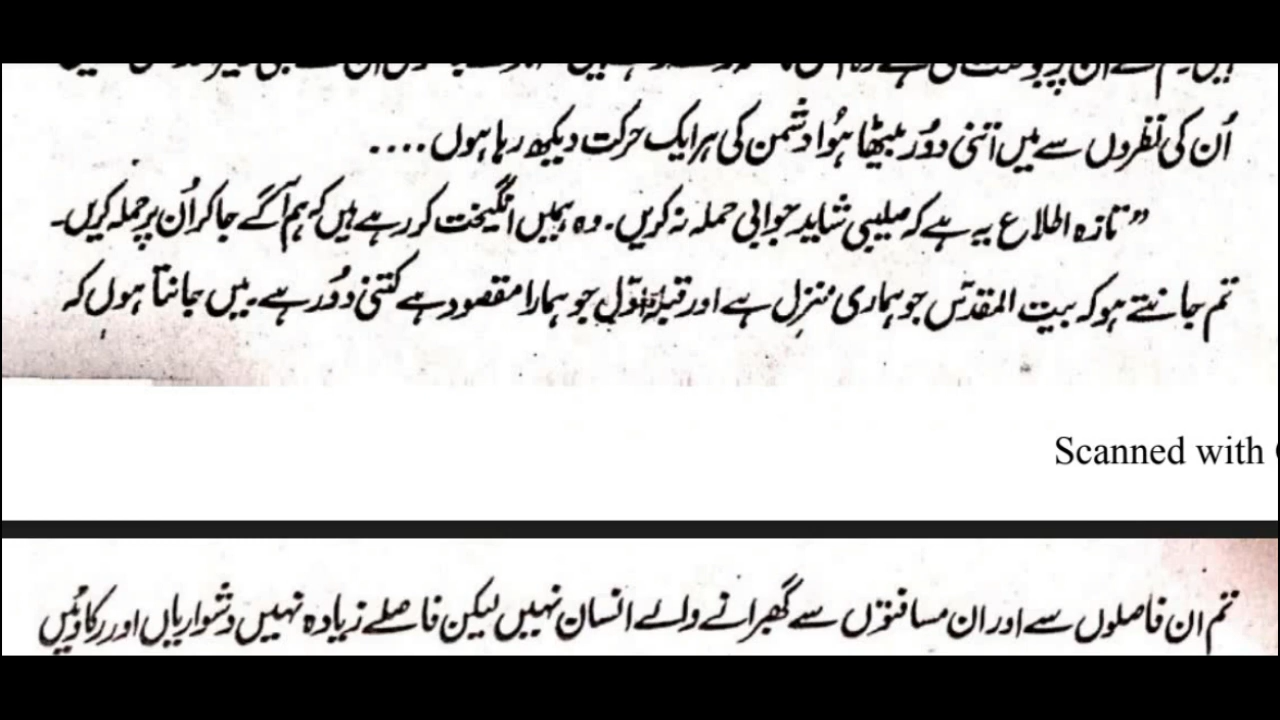 اُن کی نظروں سے میں اتنی دُور بیٹھا ہُوا دشمن کی ہر ایک حرکت دیکھ رہا ہوں ....
”تازہ اطلاع یہ ہے کہ صلیبی شاید جوابی حملہ نہ کریں۔ وہ ہمیں انگیخت کر رہے ہیں کہ ہم آگے جا کر اُن پر حملہ کریں۔
تم جانتے ہو کہ بیت المقدّس جو ہماری منزل ہے اور قبلۂ اوّل جو ہمارا مقصود ہے کتنی دُور ہے۔ میں جانتا ہوں کہ
Scanned with
تم ان فاصلوں سے اور ان مسافتوں سے گھبرانے والے انسان نہیں لیکن فاصلے زیادہ نہیں دشواریاں اور رکاوٹیں